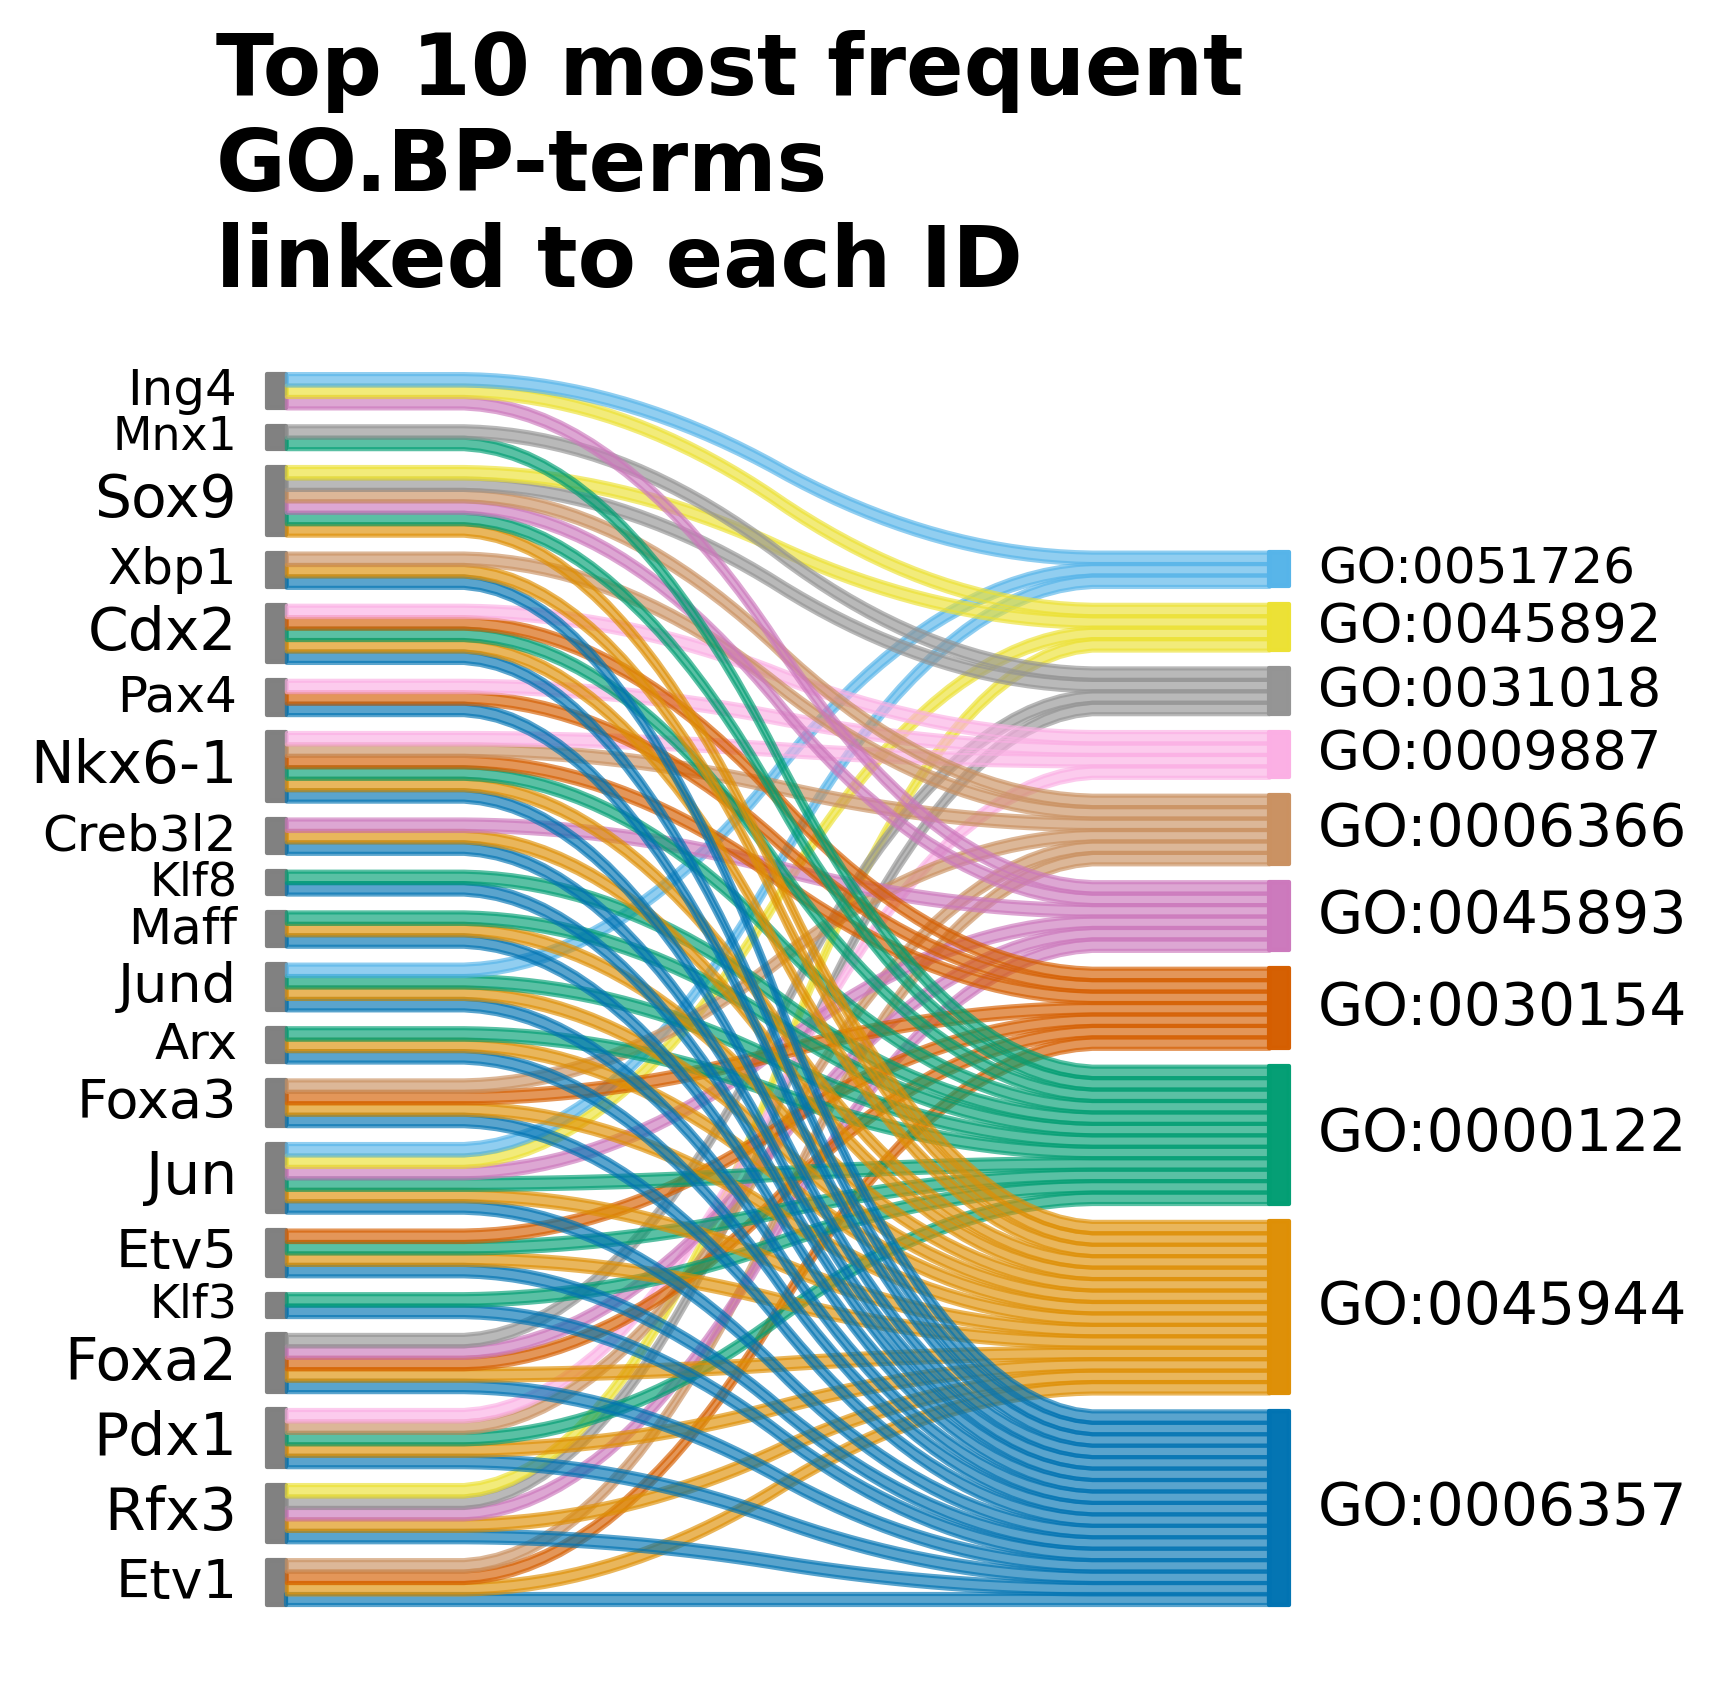 Top 10 most frequent
GO.BP-terms
linked to each ID
Ing4
Mnx1
Sox9
Xbp1
Cdx2
Pax4
Nkx6-1
Creb3l2
Klf8
Maff
Jund
Arx
Foxa3
Jun
Etv5
Klf3
Foxa2
Pdx1
Rfx3
Etv1
GO:0051726
GO:0045892
GO:0031018
GO:0009887
GO:0006366
GO:0045893
GO:0030154
GO:0000122
GO:0045944
GO:0006357